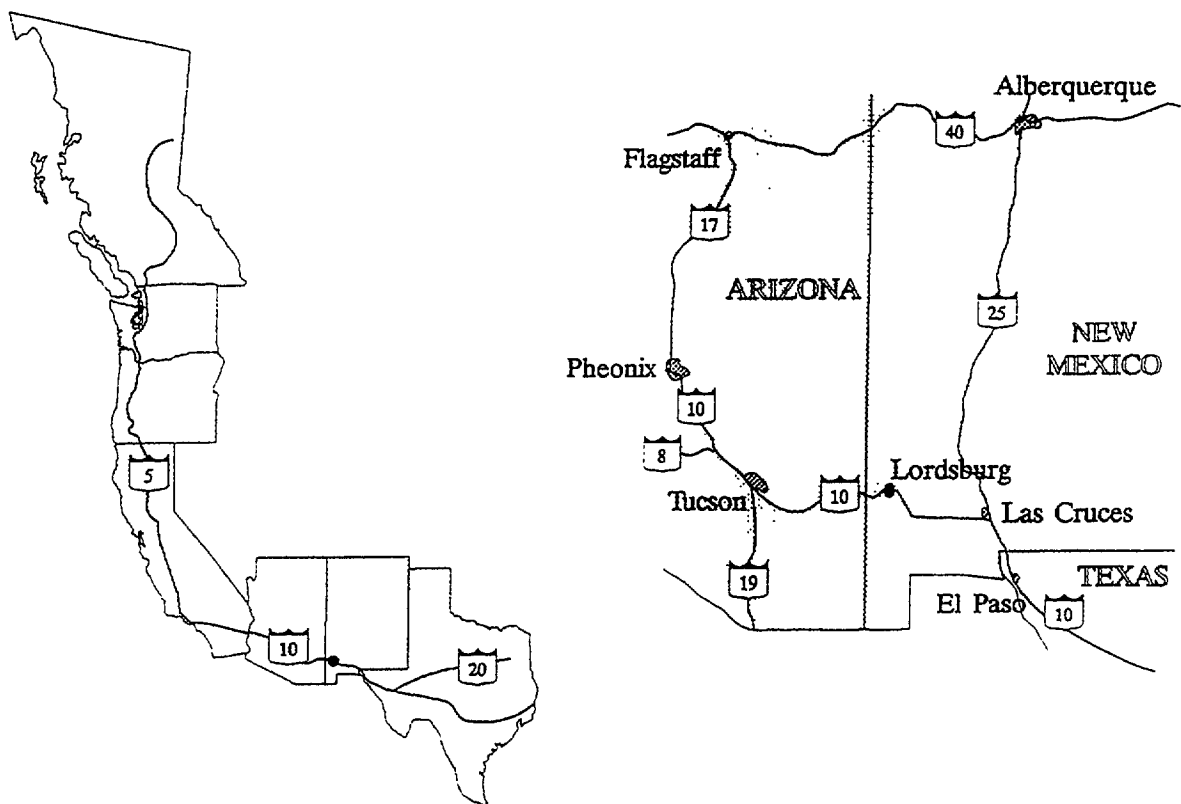 5
10
20
Alberquerque
40
Flagstaff
17
ARIZONA
25
NEW
MEXICO
Pheonix
10
8
Lordsburg
Tucson
10
Las Cruces
19
TEXAS
El Paso
10